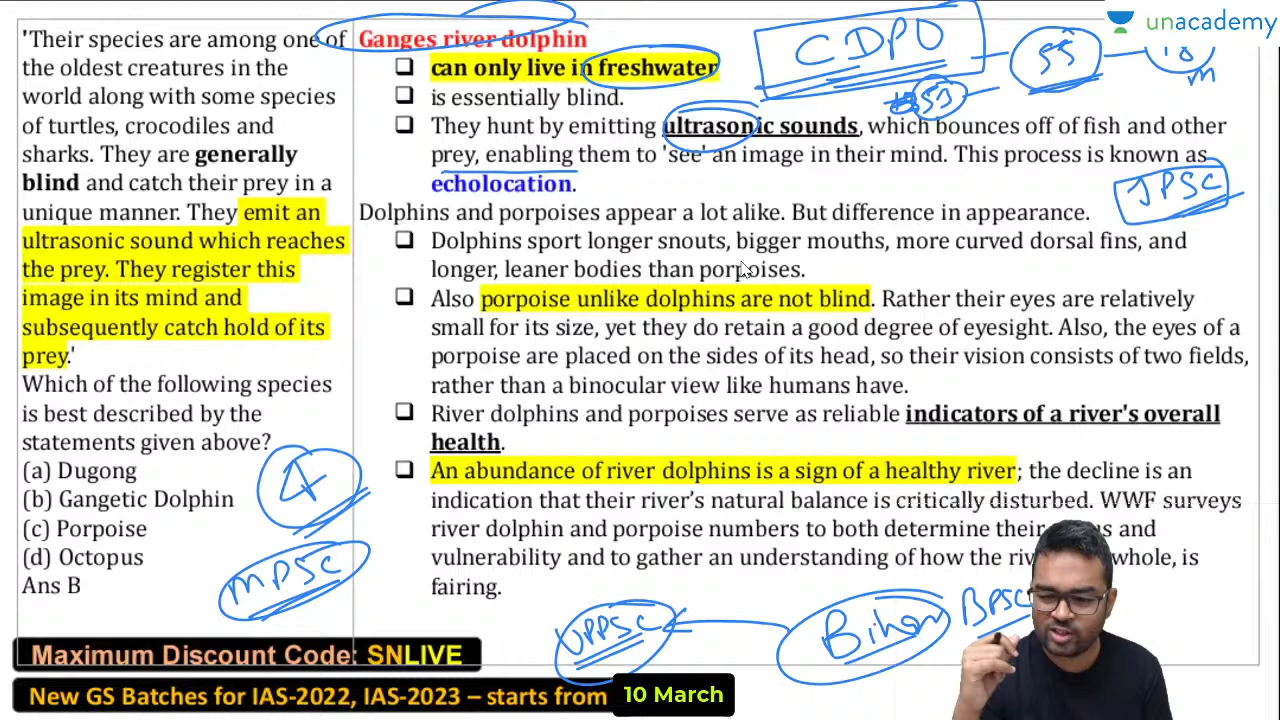 'Their species are among one of
the oldest creatures in the
world along with some species
of turtles, crocodiles and
sharks. They are generally
blind and catch their prey in a
unique manner. They emit an
ultrasonic sound which reaches
the prey. They register this
image in its mind and
subsequently catch hold of its
prey.'
Which of the following species
is best described by the
statements given above?
(a) Dugong
(b) Gangetic Dolphin
(c) Porpoise
(d) Octopus
Ans B
4
MPSC
Ganges river dolphin
can only live in freshwater
is essentially blind.
They hunt by emitting ultrasonic sounds, which bounces off of fish and other
prey, enabling them to 'see' an image in their mind. This process is known as
echolocation.
Dolphins and porpoises appear a lot alike. But difference in appearance.
Dolphins sport longer snouts, bigger mouths, more curved dorsal fins, and
longer, leaner bodies than porpoises.
Also porpoise unlike dolphins are not blind. Rather their eyes are relatively
small for its size, yet they do retain a good degree of eyesight. Also, the eyes of a
porpoise are placed on the sides of its head, so their vision consists of two fields,
rather than a binocular view like humans have.
River dolphins and porpoises serve as reliable indicators of a river's overall
health.
An abundance of river dolphins is a sign of a healthy river; the decline is an
indication that their river's natural balance is critically disturbed. WWF surveys
river dolphin and porpoise numbers to both determine their and
vulnerability and to gather an understanding of how the whole, is
fairing.
CDPO
55
JPSC
UPPSC
Bihar BPSC
unacademy
Maximum Discount Code: SNLIVE
New GS Batches for IAS-2022, IAS-2023 – starts from 10 March